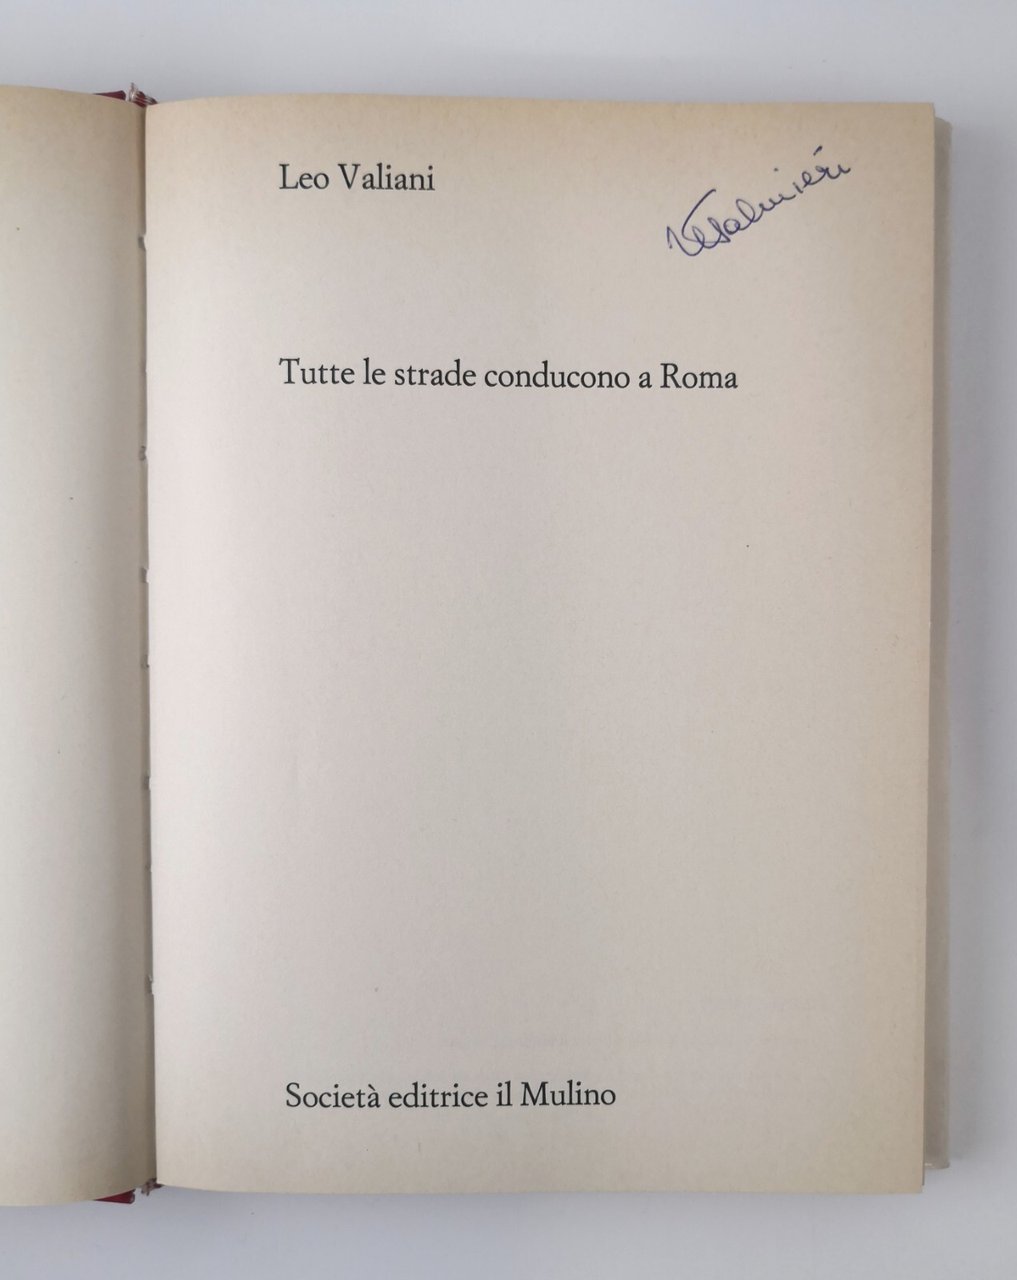 Leo Valiani
Tutte le strade conducono a Roma
Società editrice il Mulino